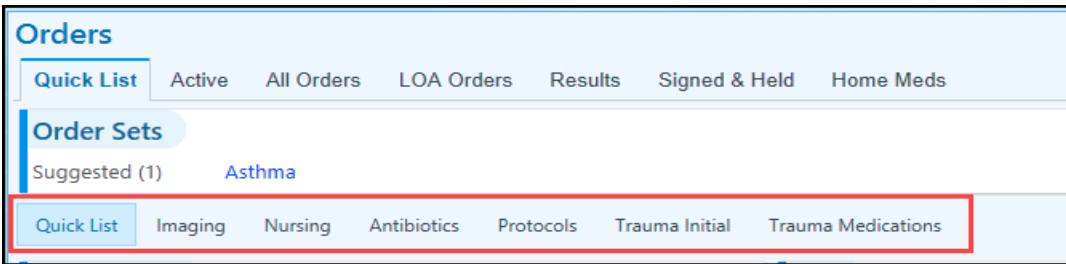 Orders
Quick List Active All Orders LOA Orders Results Signed & Held Home Meds
Order Sets
Suggested (1) Asthma
Quick List Imaging Nursing Antibiotics Protocols Trauma Initial Trauma Medications